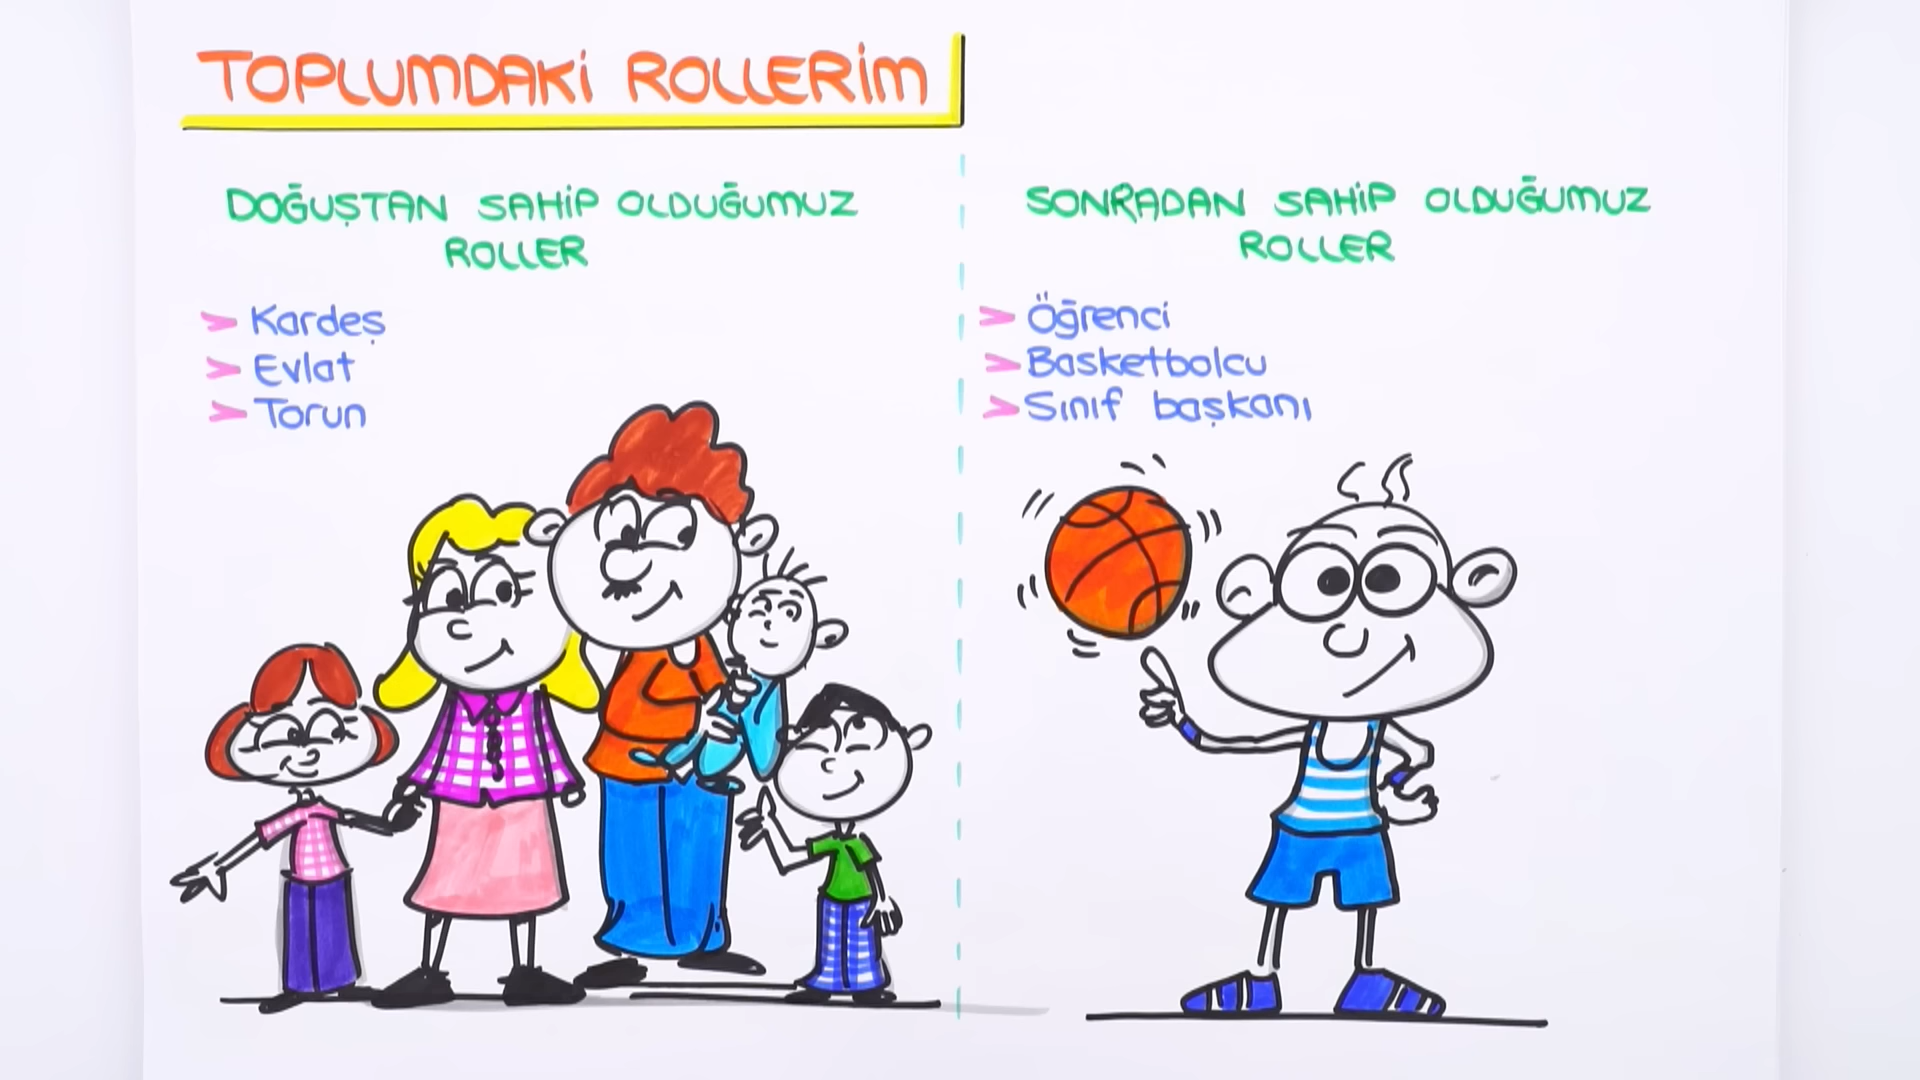 TOPLUMDAKİ ROLLERİM
DOĞUŞTAN SAHİP OLDUĞUMUZ
ROLLER
Kardeş
Evlat
Torun
SONRADAN SAHİP OLDUĞUMUZ
ROLLER
Öğrenci
Basketbolcu
Sınıf başkanı